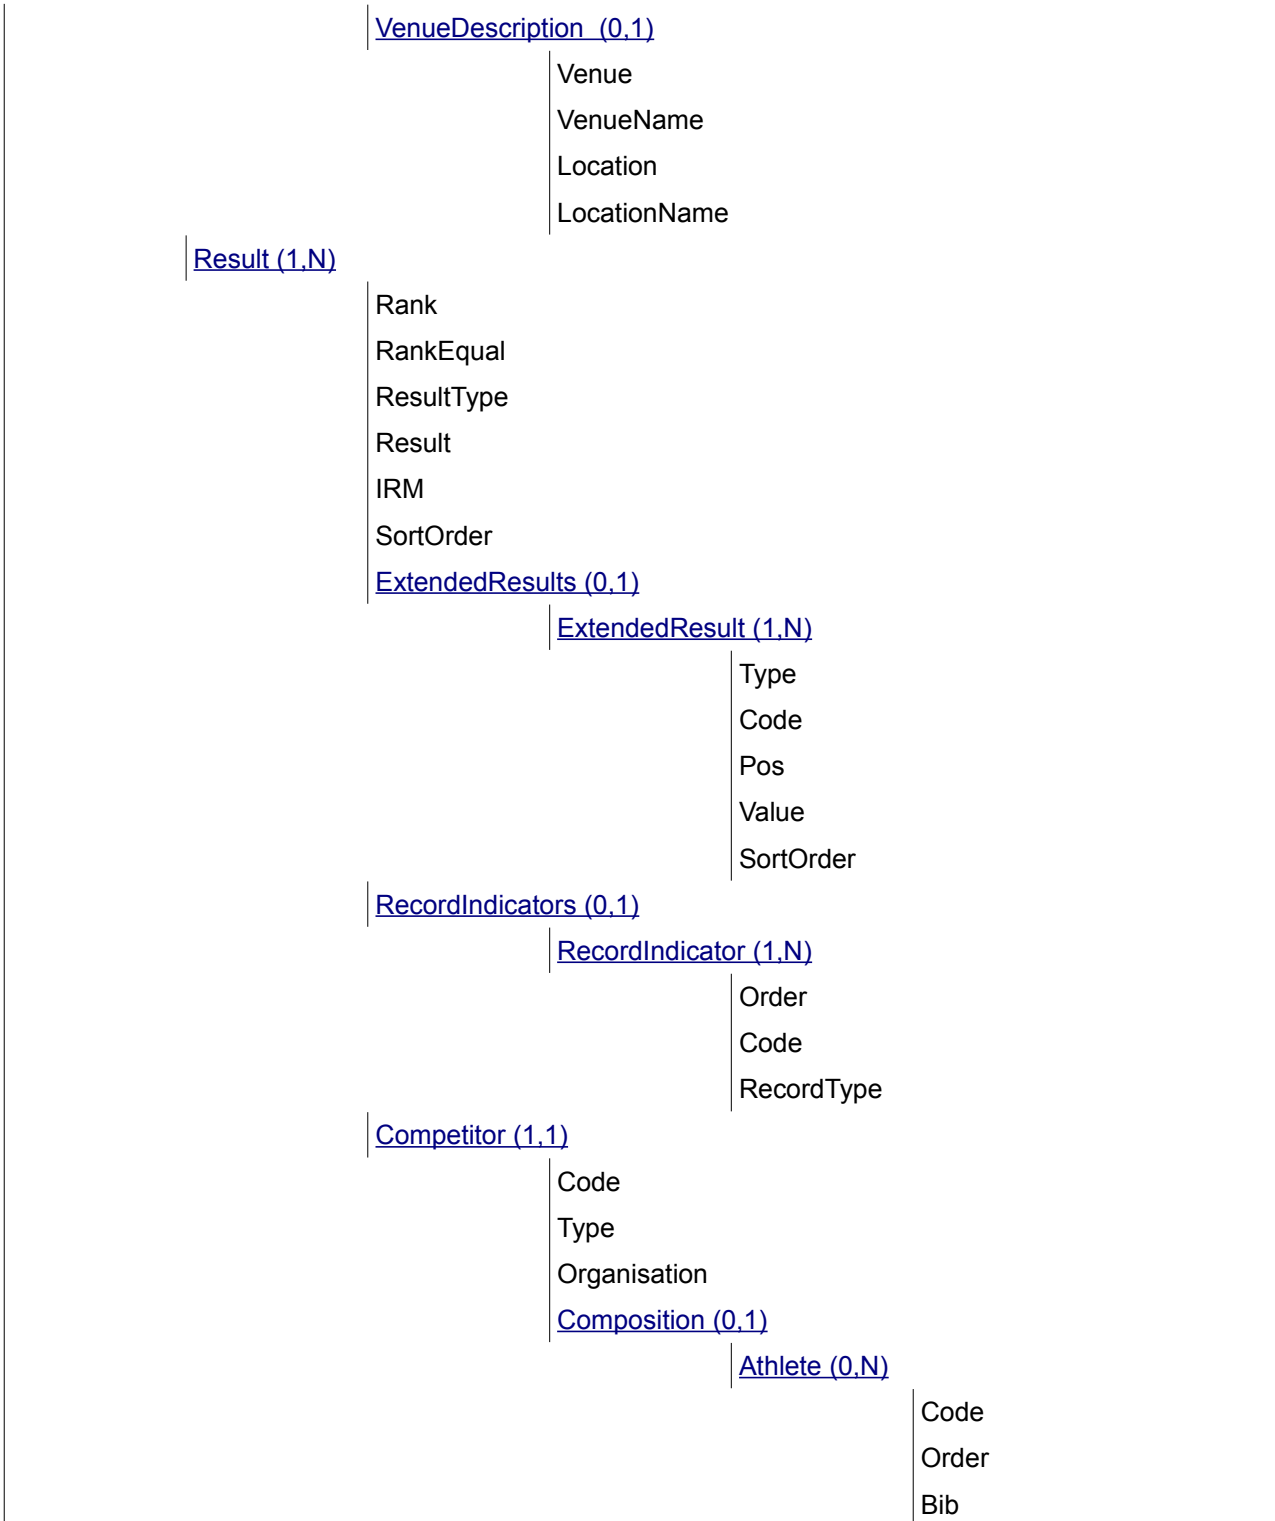 VenueDescription  (0,1)
Venue
VenueName
Location
LocationName
Result (1,N)
Rank
RankEqual
ResultType
Result
IRM
SortOrder
ExtendedResults (0,1)
ExtendedResult (1,N)
Type
Code
Pos
Value
SortOrder
RecordIndicators (0,1)
RecordIndicator (1,N)
Order
Code
RecordType
Competitor (1,1)
Code
Type
Organisation
Composition (0,1)
Athlete (0,N)
Code
Order
Bib